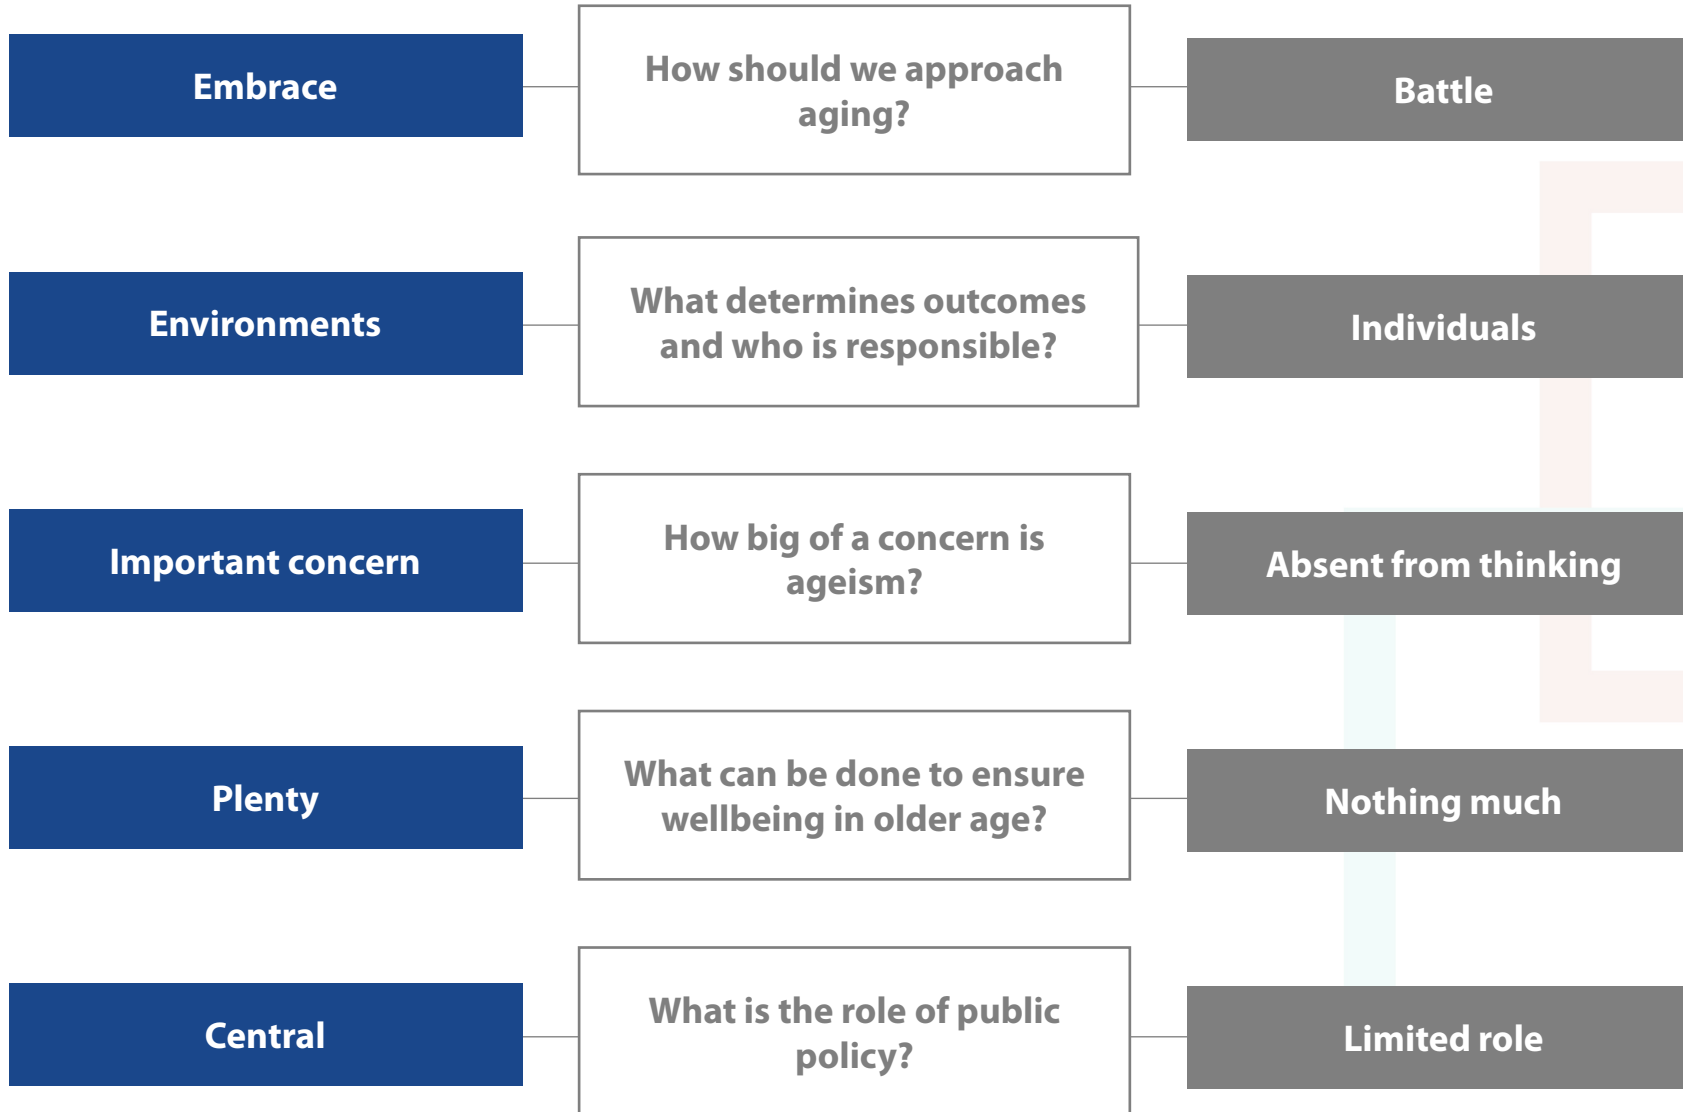 Embrace
How should we approach
aging?
Battle
Environments
What determines outcomes
and who is responsible?
Individuals
Important concern
How big of a concern is
ageism?
Absent from thinking
Plenty
What can be done to ensure
wellbeing in older age?
Nothing much
Central
What is the role of public
policy?
Limited role